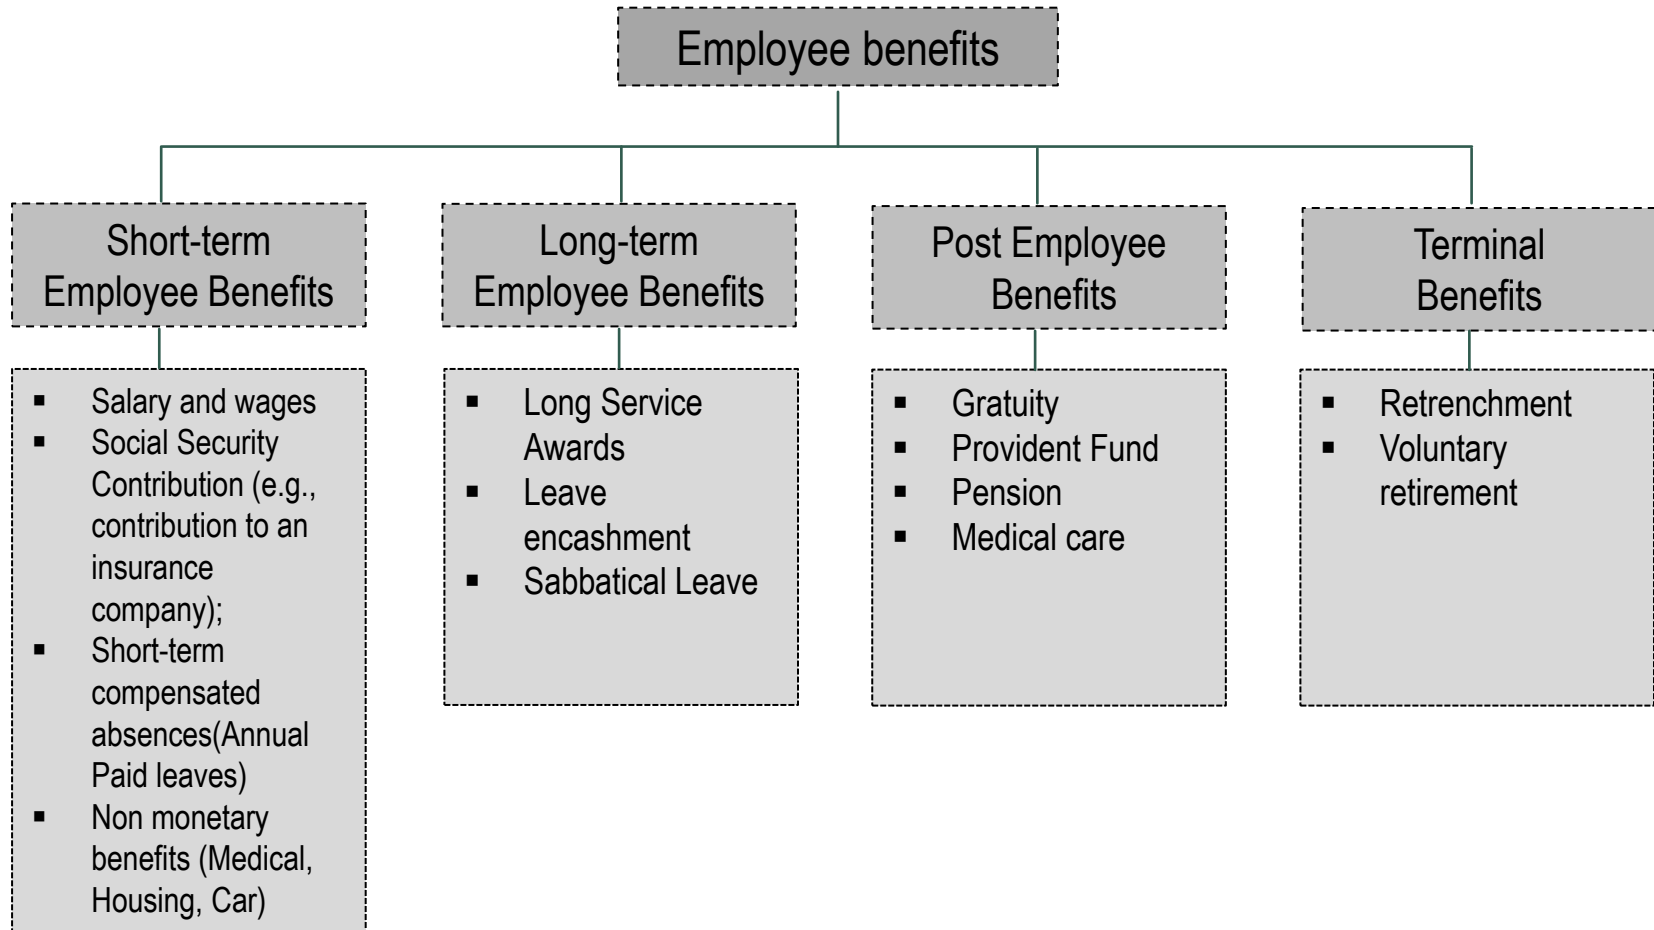 Employee benefits
Short-term
Employee Benefits
Long-term
Employee Benefits
Post Employee
Benefits
Terminal
Benefits
▪ Salary and wages
▪ Social Security
Contribution (e.g.,
contribution to an
insurance
company);
▪ Short-term
compensated
absences(Annual
Paid leaves)
▪ Non monetary
benefits (Medical,
Housing, Car)
▪ Long Service
Awards
▪ Leave
encashment
▪ Sabbatical Leave
▪ Gratuity
▪ Provident Fund
▪ Pension
▪ Medical care
▪ Retrenchment
▪ Voluntary
retirement